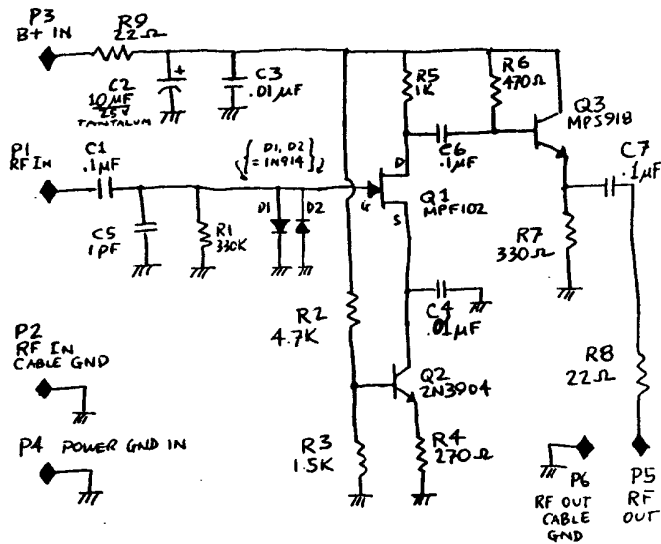 P3
B+ IN
R9
22Ω
C2
10µF
25V
TANTALUM
+
C3
.01µF
R5
1K
R6
470Ω
Q3
MPS918
P1
RF IN
C1
.1µF
C5
1PF
R1
330K
{ D1, D2
= 1N914 }
D1
D2
D
G
S
Q1
MPF102
C6
.1µF
C7
.1µF
R7
330Ω
C4
.01µF
R2
4.7K
Q2
2N3904
R3
1.5K
R4
270Ω
R8
22Ω
P2
RF IN
CABLE GND
P4 POWER GND IN
P6
RF OUT
CABLE
GND
P5
RF
OUT